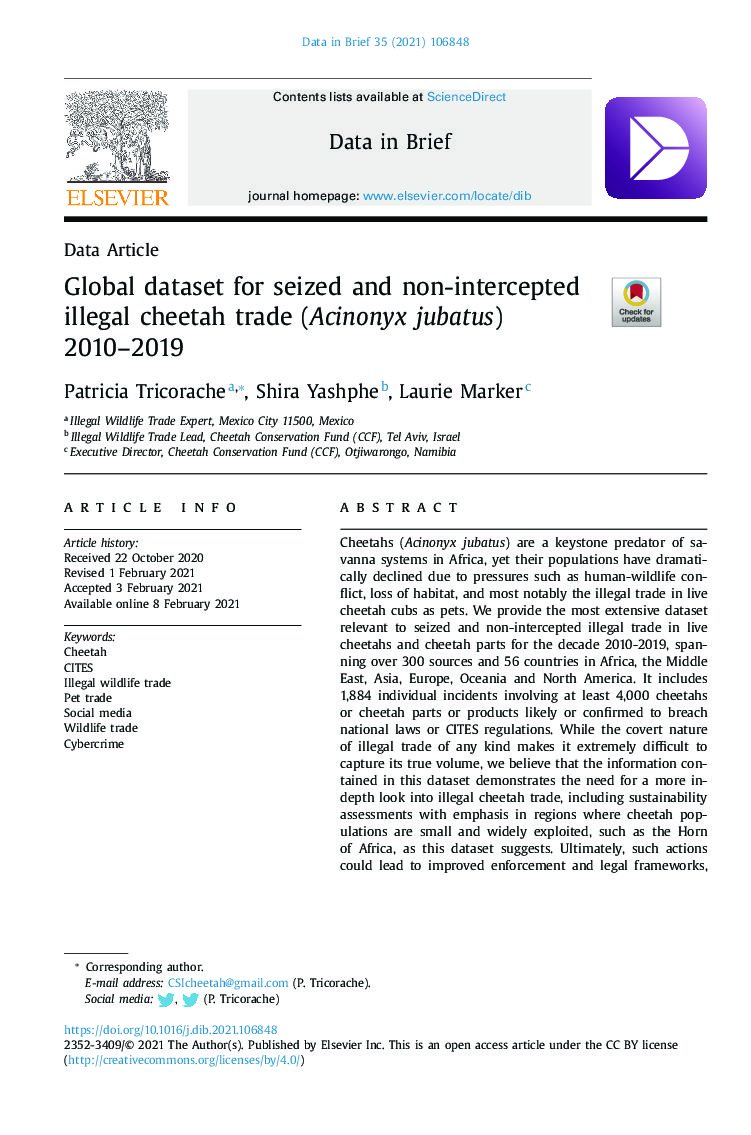 Data in Brief 35 (2021) 106848
Contents lists available at ScienceDirect
Data in Brief
journal homepage: www.elsevier.com/locate/dib
ELSEVIER
Data Article
Global dataset for seized and non-intercepted
illegal cheetah trade (Acinonyx jubatus)
2010–2019
Check for
updates
Patricia Tricorache a,*, Shira Yashphe b, Laurie Marker c
a Illegal Wildlife Trade Expert, Mexico City 11500, Mexico
b Illegal Wildlife Trade Lead, Cheetah Conservation Fund (CCF), Tel Aviv, Israel
c Executive Director, Cheetah Conservation Fund (CCF), Otjiwarongo, Namibia
ARTICLE INFO
Article history:
Received 22 October 2020
Revised 1 February 2021
Accepted 3 February 2021
Available online 8 February 2021
Keywords:
Cheetah
CITES
Illegal wildlife trade
Pet trade
Social media
Wildlife trade
Cybercrime
ABSTRACT
Cheetahs (Acinonyx jubatus) are a keystone predator of sa-
vanna systems in Africa, yet their populations have dramati-
cally declined due to pressures such as human-wildlife con-
flict, loss of habitat, and most notably the illegal trade in live
cheetah cubs as pets. We provide the most extensive dataset
relevant to seized and non-intercepted illegal trade in live
cheetahs and cheetah parts for the decade 2010-2019, span-
ning over 300 sources and 56 countries in Africa, the Middle
East, Asia, Europe, Oceania and North America. It includes
1,884 individual incidents involving at least 4,000 cheetahs
or cheetah parts or products likely or confirmed to breach
national laws or CITES regulations. While the covert nature
of illegal trade of any kind makes it extremely difficult to
capture its true volume, we believe that the information con-
tained in this dataset demonstrates the need for a more in-
depth look into illegal cheetah trade, including sustainability
assessments with emphasis in regions where cheetah pop-
ulations are small and widely exploited, such as the Horn
of Africa, as this dataset suggests. Ultimately, such actions
could lead to improved enforcement and legal frameworks,
* Corresponding author.
E-mail address: CSIcheetah@gmail.com (P. Tricorache).
Social media: , (P. Tricorache)
https://doi.org/10.1016/j.dib.2021.106848
2352-3409/© 2021 The Author(s). Published by Elsevier Inc. This is an open access article under the CC BY license
(http://creativecommons.org/licenses/by/4.0/)